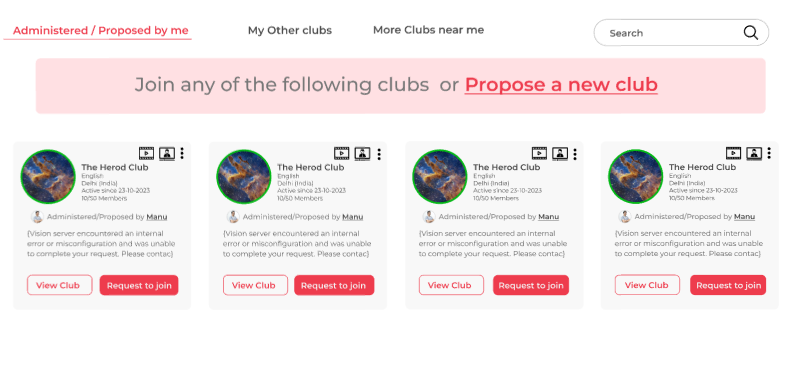 Administered / Proposed by me
My Other clubs
More Clubs near me
Search
Join any of the following clubs or Propose a new club
The Herod Club
English
Delhi (India)
Active since 23-10-2023
10/50 Members
Administered/Proposed by Manu
{Vision server encountered an internal
error or misconfiguration and was unable
to complete your request. Please contac}
View Club
Request to join
The Herod Club
English
Delhi (India)
Active since 23-10-2023
10/50 Members
Administered/Proposed by Manu
{Vision server encountered an internal
error or misconfiguration and was unable
to complete your request. Please contac}
View Club
Request to join
The Herod Club
English
Delhi (India)
Active since 23-10-2023
10/50 Members
Administered/Proposed by Manu
{Vision server encountered an internal
error or misconfiguration and was unable
to complete your request. Please contac}
View Club
Request to join
The Herod Club
English
Delhi (India)
Active since 23-10-2023
10/50 Members
Administered/Proposed by Manu
{Vision server encountered an internal
error or misconfiguration and was unable
to complete your request. Please contac}
View Club
Request to join